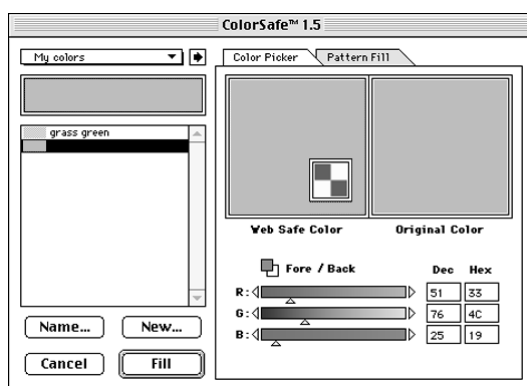 ColorSafe™ 1.5
My colors
Color Picker
Pattern Fill
grass green
Web Safe Color
Original Color
Fore / Back
Dec Hex
R: 51 33
G: 76 4C
B: 25 19
Name... New...
Cancel Fill